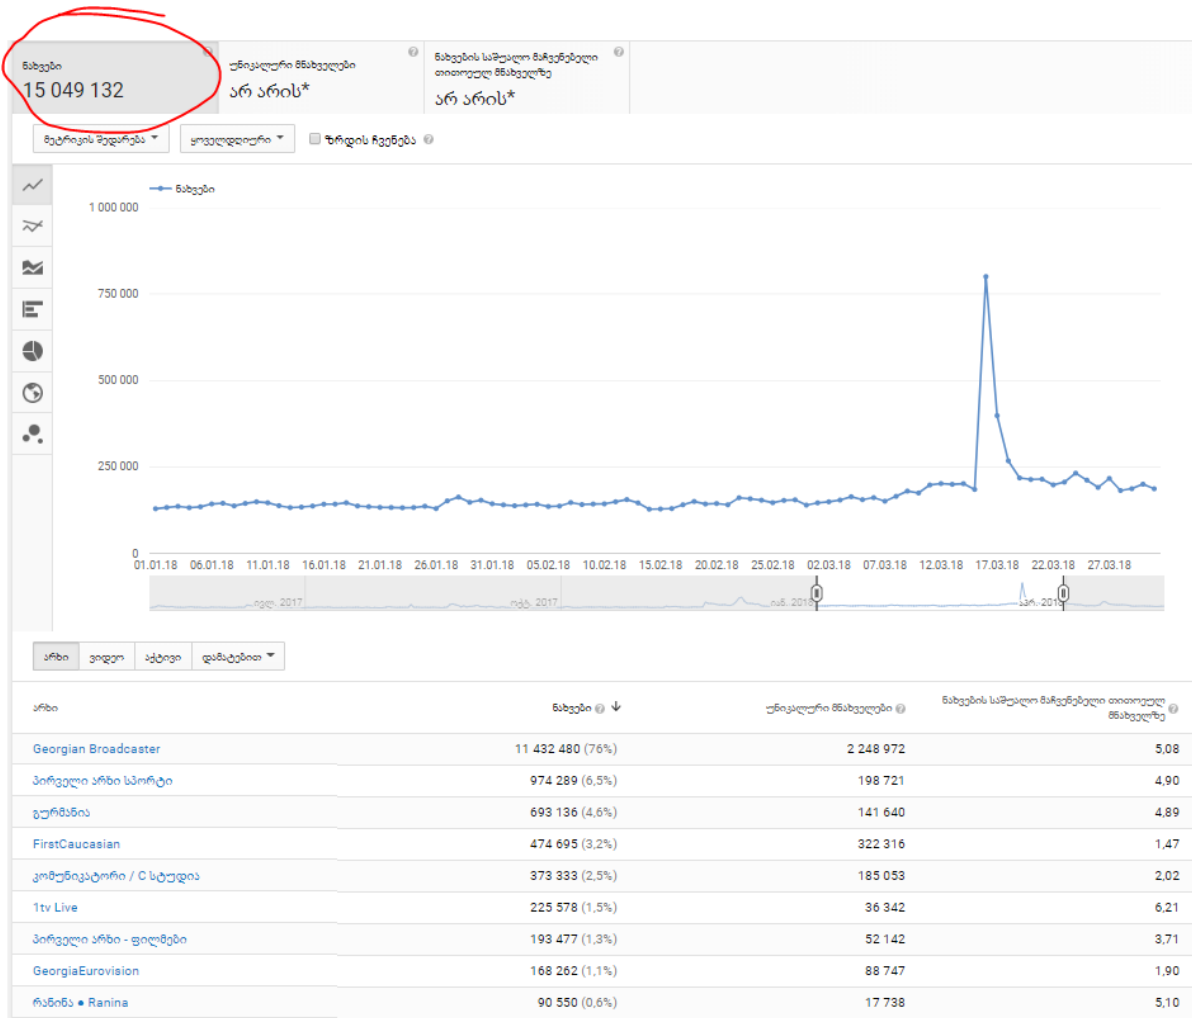 ნახვები
15 049 132
უნიკალური მნახველები
არ არის*
ნახვების საშუალო მაჩვენებელი
თითოეულ მნახველზე
არ არის*
მეტრიკის შედარება
ყოველდღიური
ზრდის ჩვენება
ნახვები
1 000 000
750 000
500 000
250 000
0
01.01.18 06.01.18 11.01.18 16.01.18 21.01.18 26.01.18 31.01.18 05.02.18 10.02.18 15.02.18 20.02.18 25.02.18 02.03.18 07.03.18 12.03.18 17.03.18 22.03.18 27.03.18
ივლ. 2017 ოქტ. 2017 იან. 2018 აპრ. 2018
არხი ვიდეო აქტივი დამატებით
არხი ნახვები უნიკალური მნახველები ნახვების საშუალო მაჩვენებელი თითოეულ
მნახველზე
Georgian Broadcaster 11 432 480 (76%) 2 248 972 5,08
პირველი არხი სპორტი 974 289 (6,5%) 198 721 4,90
გურმანია 693 136 (4,6%) 141 640 4,89
FirstCaucasian 474 695 (3,2%) 322 316 1,47
კომუნიკატორი / C სტუდია 373 333 (2,5%) 185 053 2,02
1tv Live 225 578 (1,5%) 36 342 6,21
პირველი არხი - ფილმები 193 477 (1,3%) 52 142 3,71
GeorgiaEurovision 168 262 (1,1%) 88 747 1,90
რანინა ● Ranina 90 550 (0,6%) 17 738 5,10